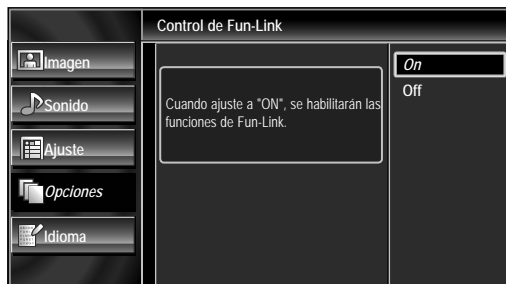 Control de Fun-Link
Imagen
Sonido
Ajuste
Opciones
Idioma
Cuando ajuste a "ON", se habilitarán las
funciones de Fun-Link.
On
Off